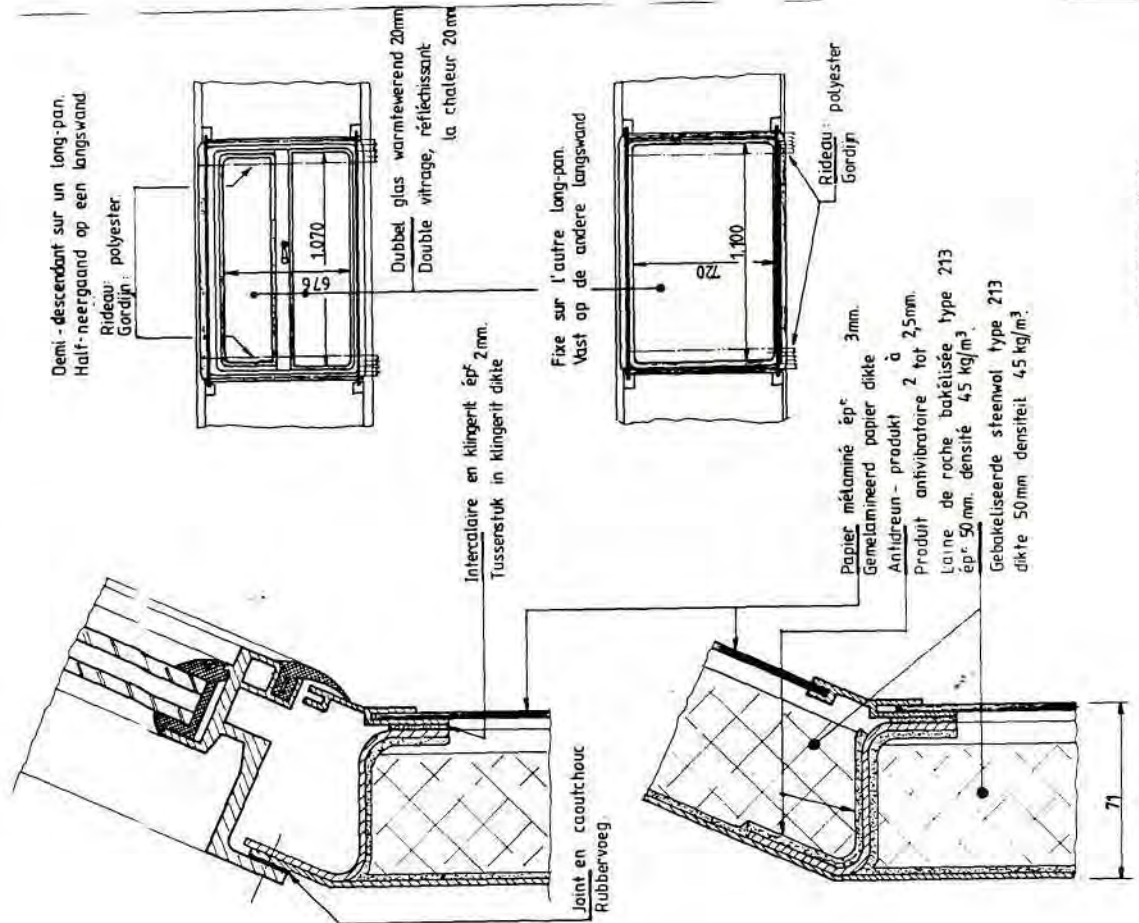 Demi-descendant sur un long-pan.
Half-neergaand op een langswand
Rideau: polyester.
Gordijn:
1.070
676
Dubbel glas warmtewerend 20mm
Double vitrage, réfléchissant
la chaleur 20mm
Fixe sur l'autre long-pan.
Vast op de andere langswand
720
1.100
Rideau: polyester
Gordijn
Intercalaire en klingerit épr 2mm.
Tussenstuk in klingerit dikte
Papier mélaminé épr 3mm.
Gemelamineerd papier dikte
Antidreun-produkt à
Produit antivibratoire 2 tot 2,5mm.
Laine de roche bakélisée type 213
épr 50mm. densité 45 kg/m³.
Gebakeliseerde steenwol type 213
dikte 50mm densiteit 45 kg/m³.
Joint en caoutchouc
Rubbervoeg.
71